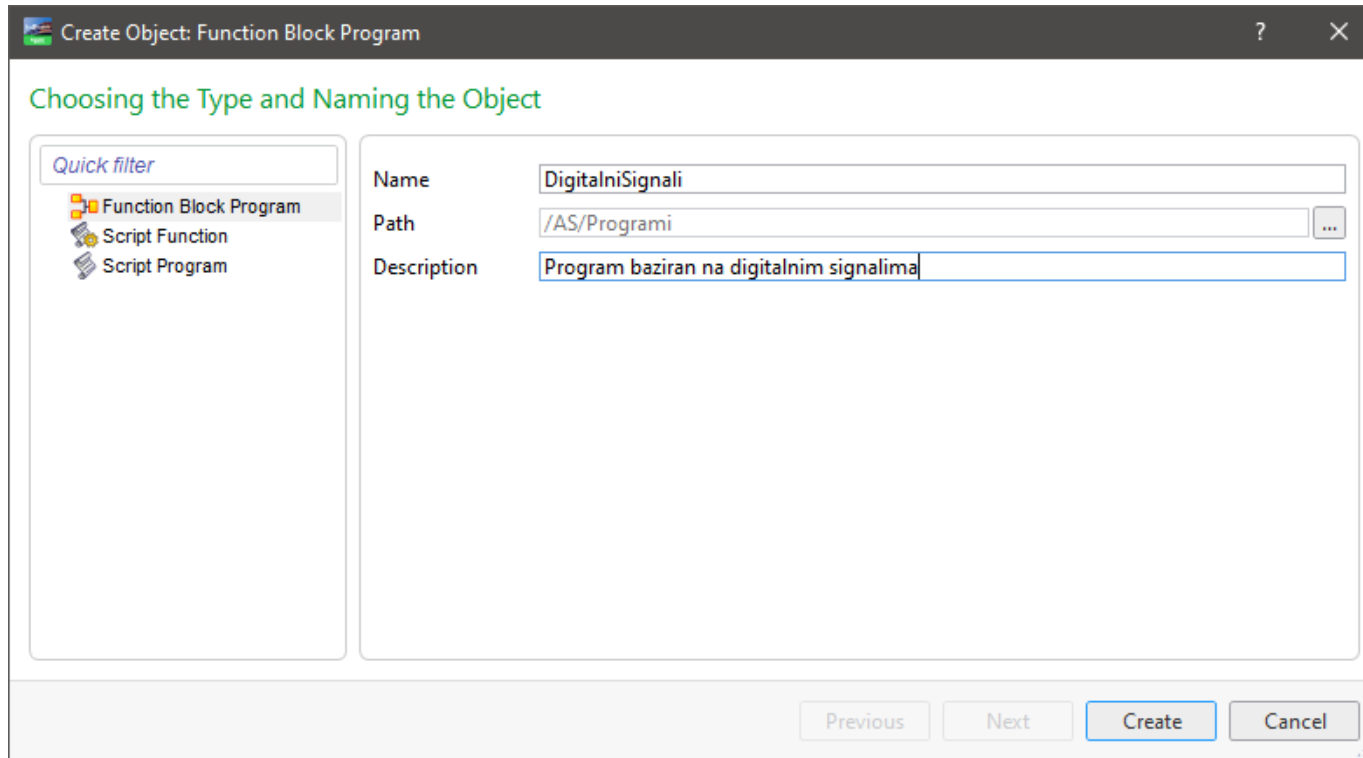 Create Object: Function Block Program
?
Choosing the Type and Naming the Object
Quick filter
Function Block Program
Script Function
Script Program
Name DigitalniSignali
Path /AS/Programi ...
Description Program baziran na digitalnim signalima
Previous Next Create Cancel